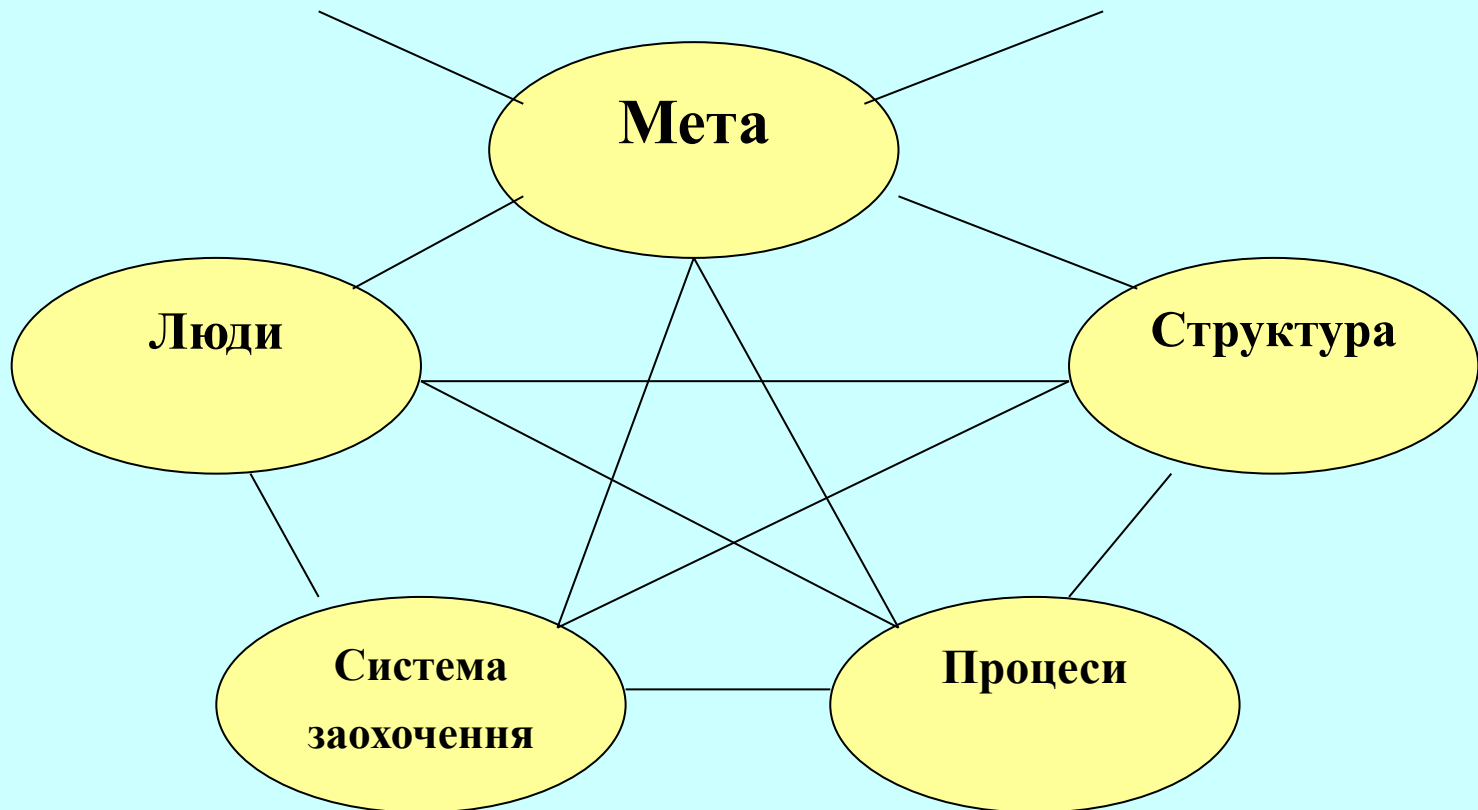 Мета
Люди
Структура
Система
заохочення
Процеси